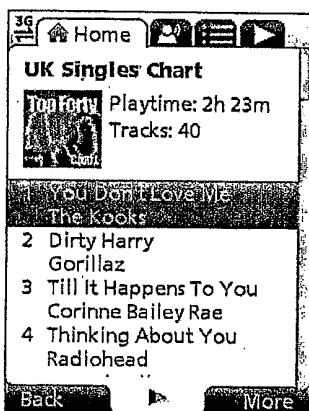 3G
Home
UK Singles Chart
Top Forty
Playtime: 2h 23m
Tracks: 40
1 You Don't Love Me
The Kooks
2 Dirty Harry
Gorillaz
3 Till It Happens To You
Corinne Bailey Rae
4 Thinking About You
Radiohead
Back
More